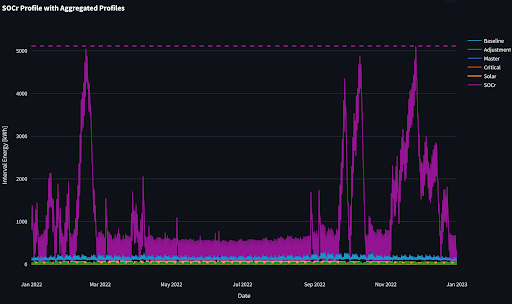 SOCr Profile with Aggregated Profiles
Baseline
Adjustment
Master
Critical
Solar
SOCr
5000
4000
3000
2000
1000
0
Interval Energy [kWh]
Jan 2022
Mar 2022
May 2022
Jul 2022
Sep 2022
Nov 2022
Jan 2023
Date